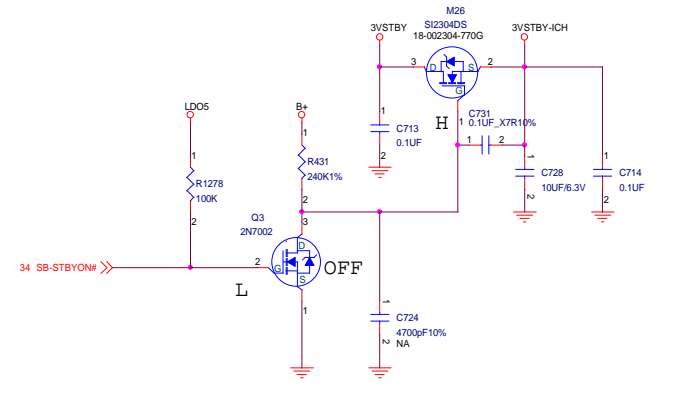 M26
3VSTBY
SI2304DS
3VSTBY-ICH
18-002304-770G
3
D
S
2
G
1
H
C731
0.1UF_X7R10%
1
2
LDO5
B+
1
C713
0.1UF
2
1
R1278
100K
2
1
R431
240K1%
2
1
C728
10UF/6.3V
2
1
C714
0.1UF
2
Q3
2N7002
3
D
34 SB-STBYON#
2
G
S
OFF
L
1
1
C724
4700pF10%
2
NA